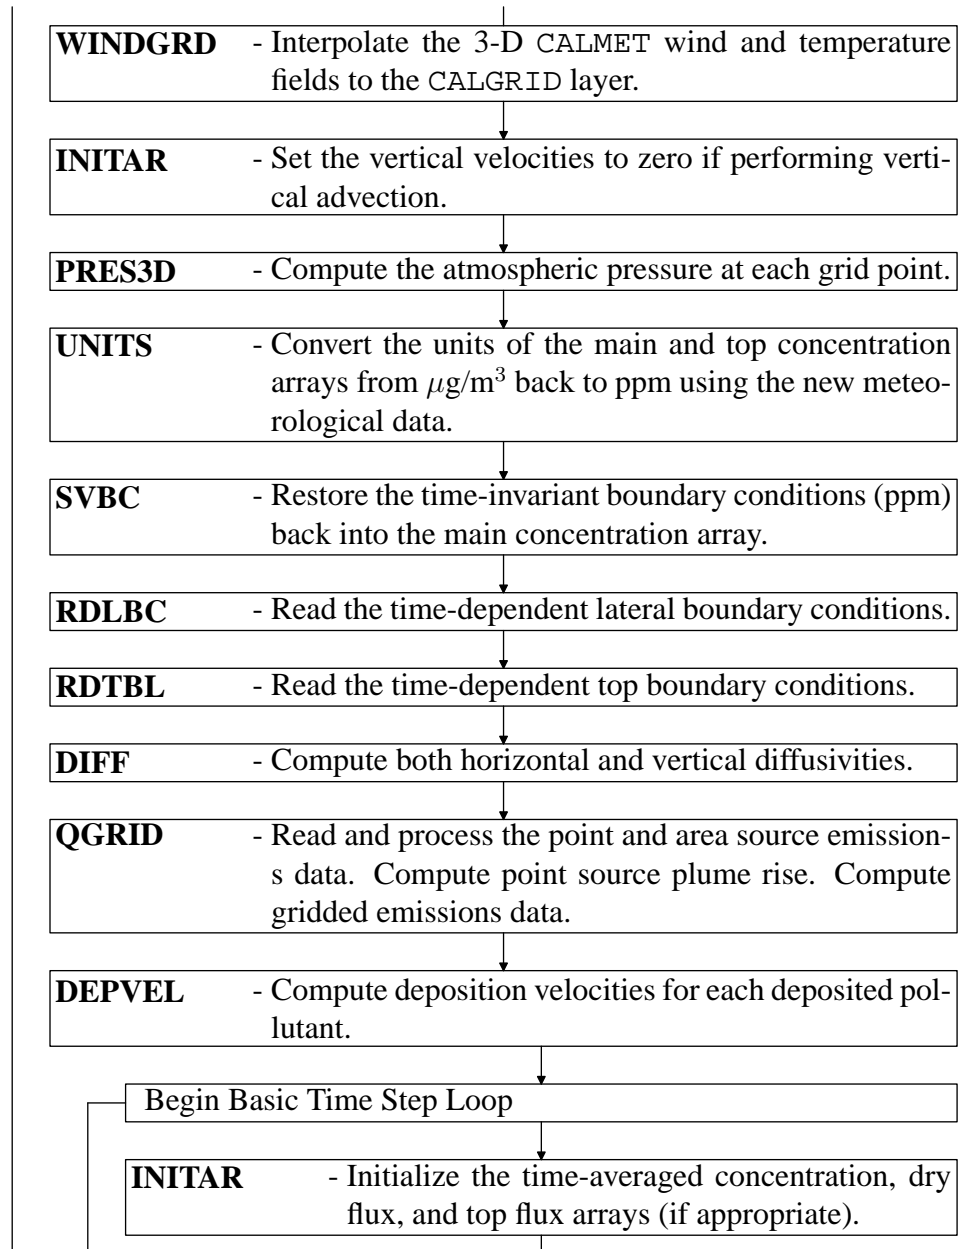 WINDGRD - Interpolate the 3-D CALMET wind and temperature
fields to the CALGRID layer.
INITAR - Set the vertical velocities to zero if performing verti-
cal advection.
PRES3D - Compute the atmospheric pressure at each grid point.
UNITS - Convert the units of the main and top concentration
arrays from μg/m³ back to ppm using the new meteo-
rological data.
SVBC - Restore the time-invariant boundary conditions (ppm)
back into the main concentration array.
RDLBC - Read the time-dependent lateral boundary conditions.
RDTBL - Read the time-dependent top boundary conditions.
DIFF - Compute both horizontal and vertical diffusivities.
QGRID - Read and process the point and area source emission-
s data. Compute point source plume rise. Compute
gridded emissions data.
DEPVEL - Compute deposition velocities for each deposited pol-
lutant.
Begin Basic Time Step Loop
INITAR - Initialize the time-averaged concentration, dry
flux, and top flux arrays (if appropriate).